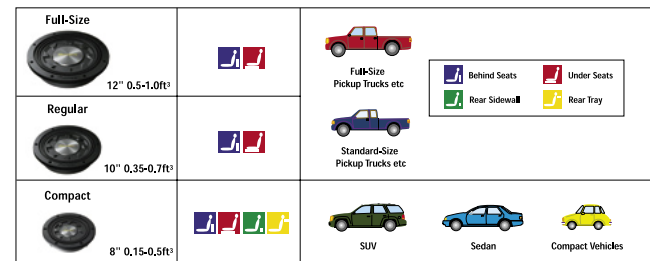 Full-Size
12" 0.5-1.0ft³
Full-Size
Pickup Trucks etc
Behind Seats
Under Seats
Rear Sidewall
Rear Tray
Regular
10" 0.35-0.7ft³
Standard-Size
Pickup Trucks etc
Compact
8" 0.15-0.5ft³
SUV
Sedan
Compact Vehicles